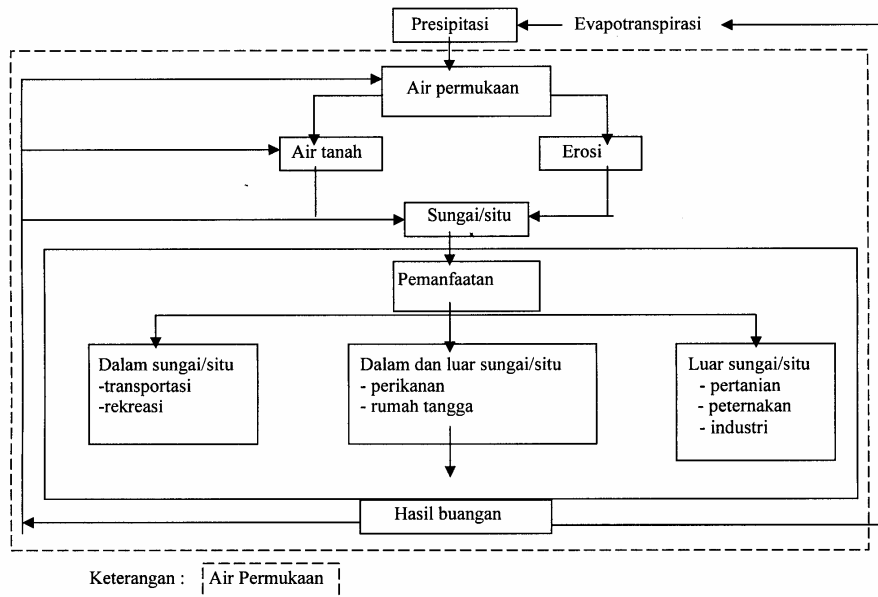 Presipitasi
Evapotranspirasi
Air permukaan
Air tanah
Erosi
Sungai/situ
Pemanfaatan
Dalam sungai/situ
-transportasi
-rekreasi
Dalam dan luar sungai/situ
- perikanan
- rumah tangga
Luar sungai/situ
- pertanian
- peternakan
- industri
Hasil buangan
Keterangan :
Air Permukaan